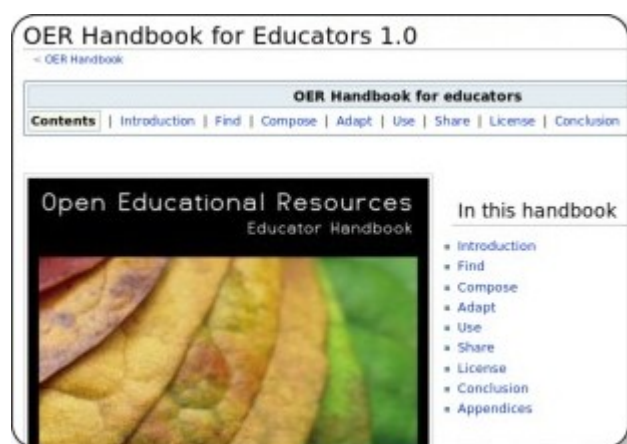 OER Handbook for Educators 1.0
< OER Handbook
OER Handbook for educators
Contents | Introduction | Find | Compose | Adapt | Use | Share | License | Conclusion
Open Educational Resources
Educator Handbook
In this handbook
Introduction
Find
Compose
Adapt
Use
Share
License
Conclusion
Appendices